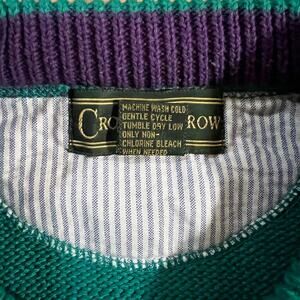 CRO ROW
MACHINE WASH COLD
GENTLE CYCLE
TUMBLE DRY LOW
ONLY NON-
CHLORINE BLEACH
WHEN NEEDED